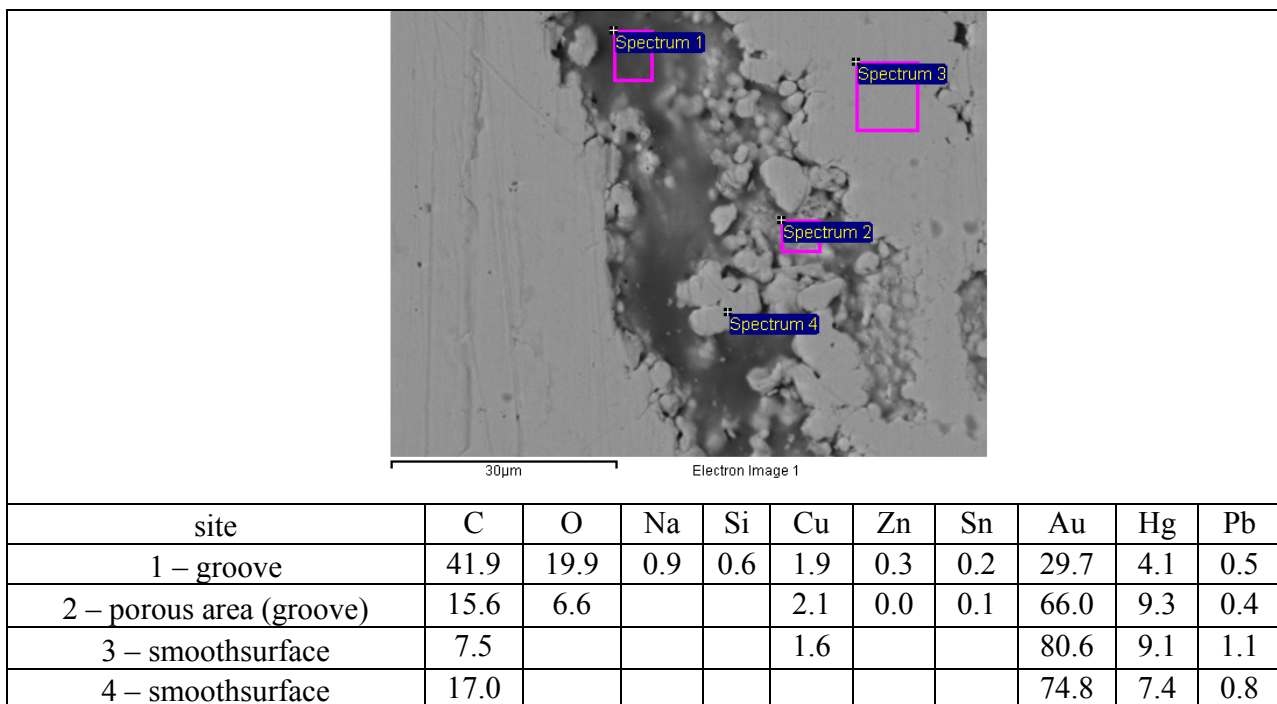 Spectrum 1
Spectrum 3
Spectrum 2
Spectrum 4
30µm Electron Image 1
site C O Na Si Cu Zn Sn Au Hg Pb
1 – groove 41.9 19.9 0.9 0.6 1.9 0.3 0.2 29.7 4.1 0.5
2 – porous area (groove) 15.6 6.6 2.1 0.0 0.1 66.0 9.3 0.4
3 – smoothsurface 7.5 1.6 80.6 9.1 1.1
4 – smoothsurface 17.0 74.8 7.4 0.8